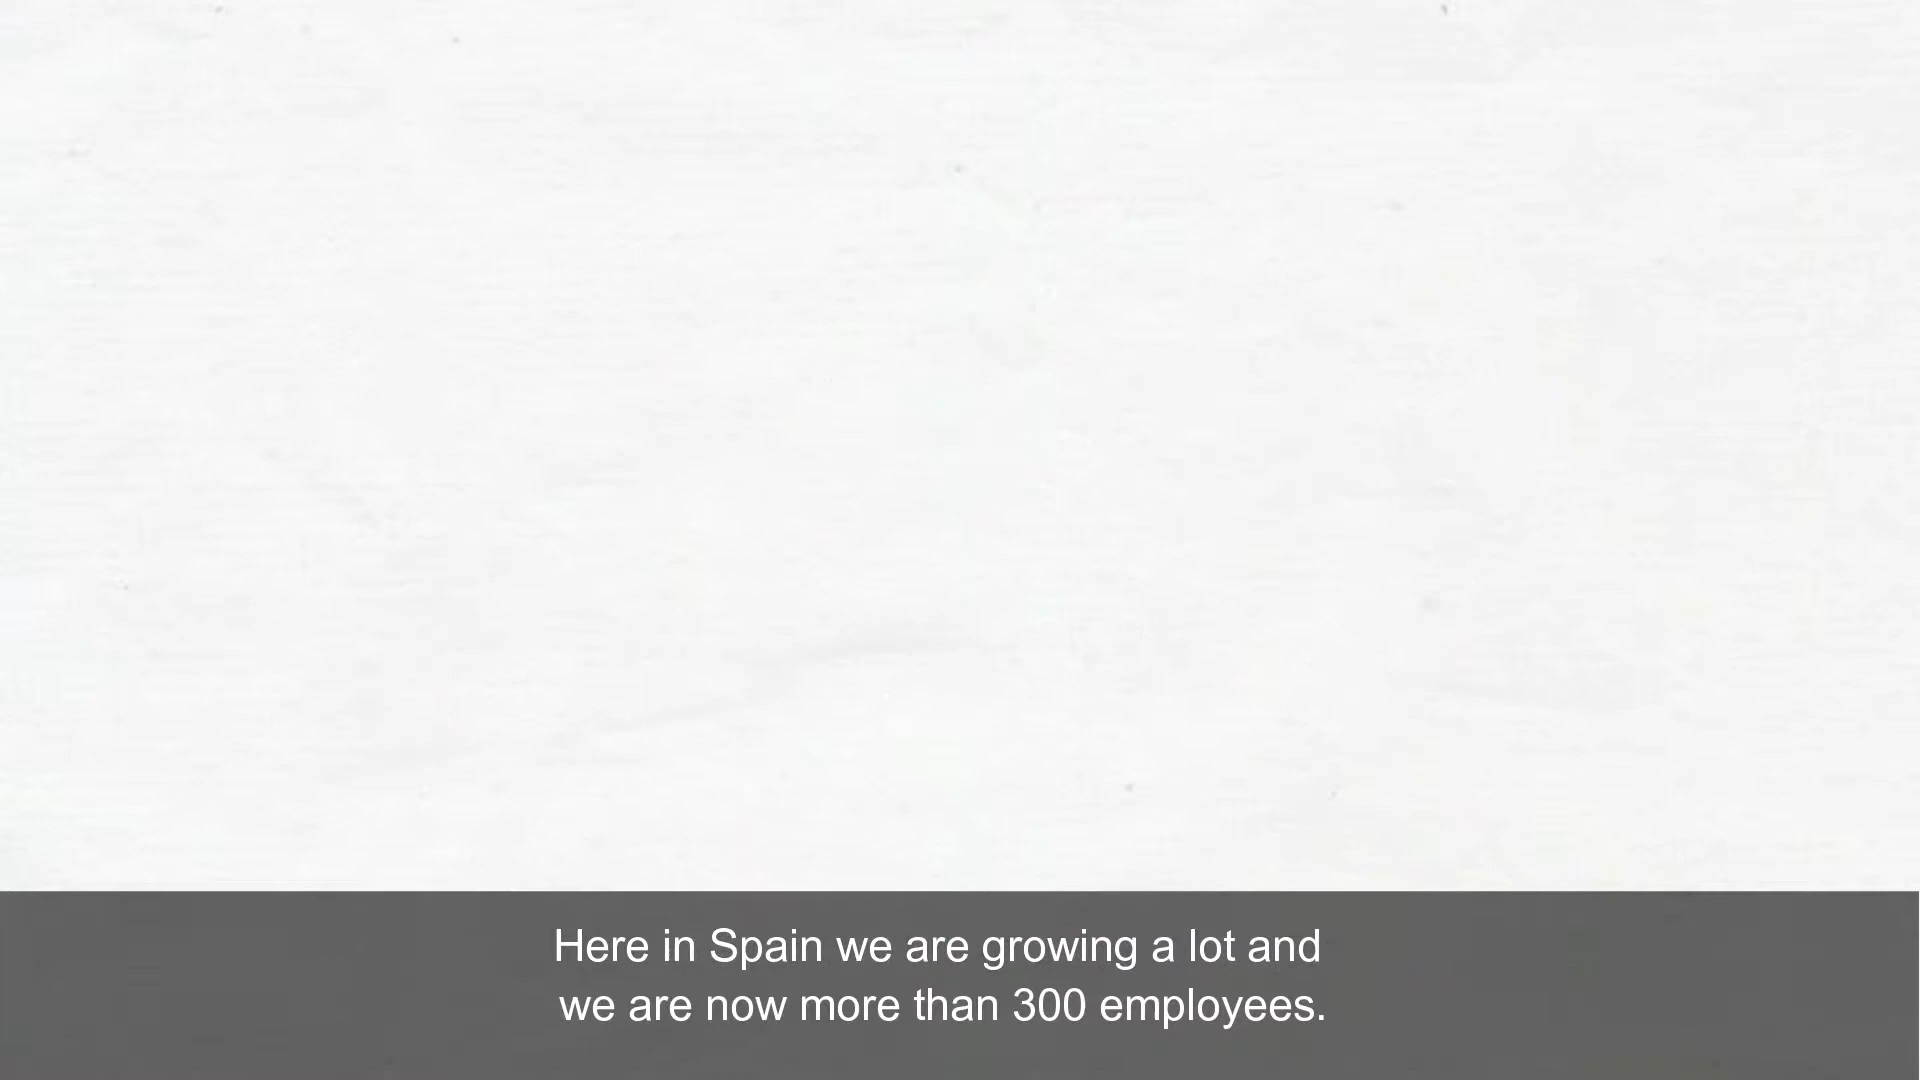 Here in Spain we are growing a lot and
we are now more than 300 employees.